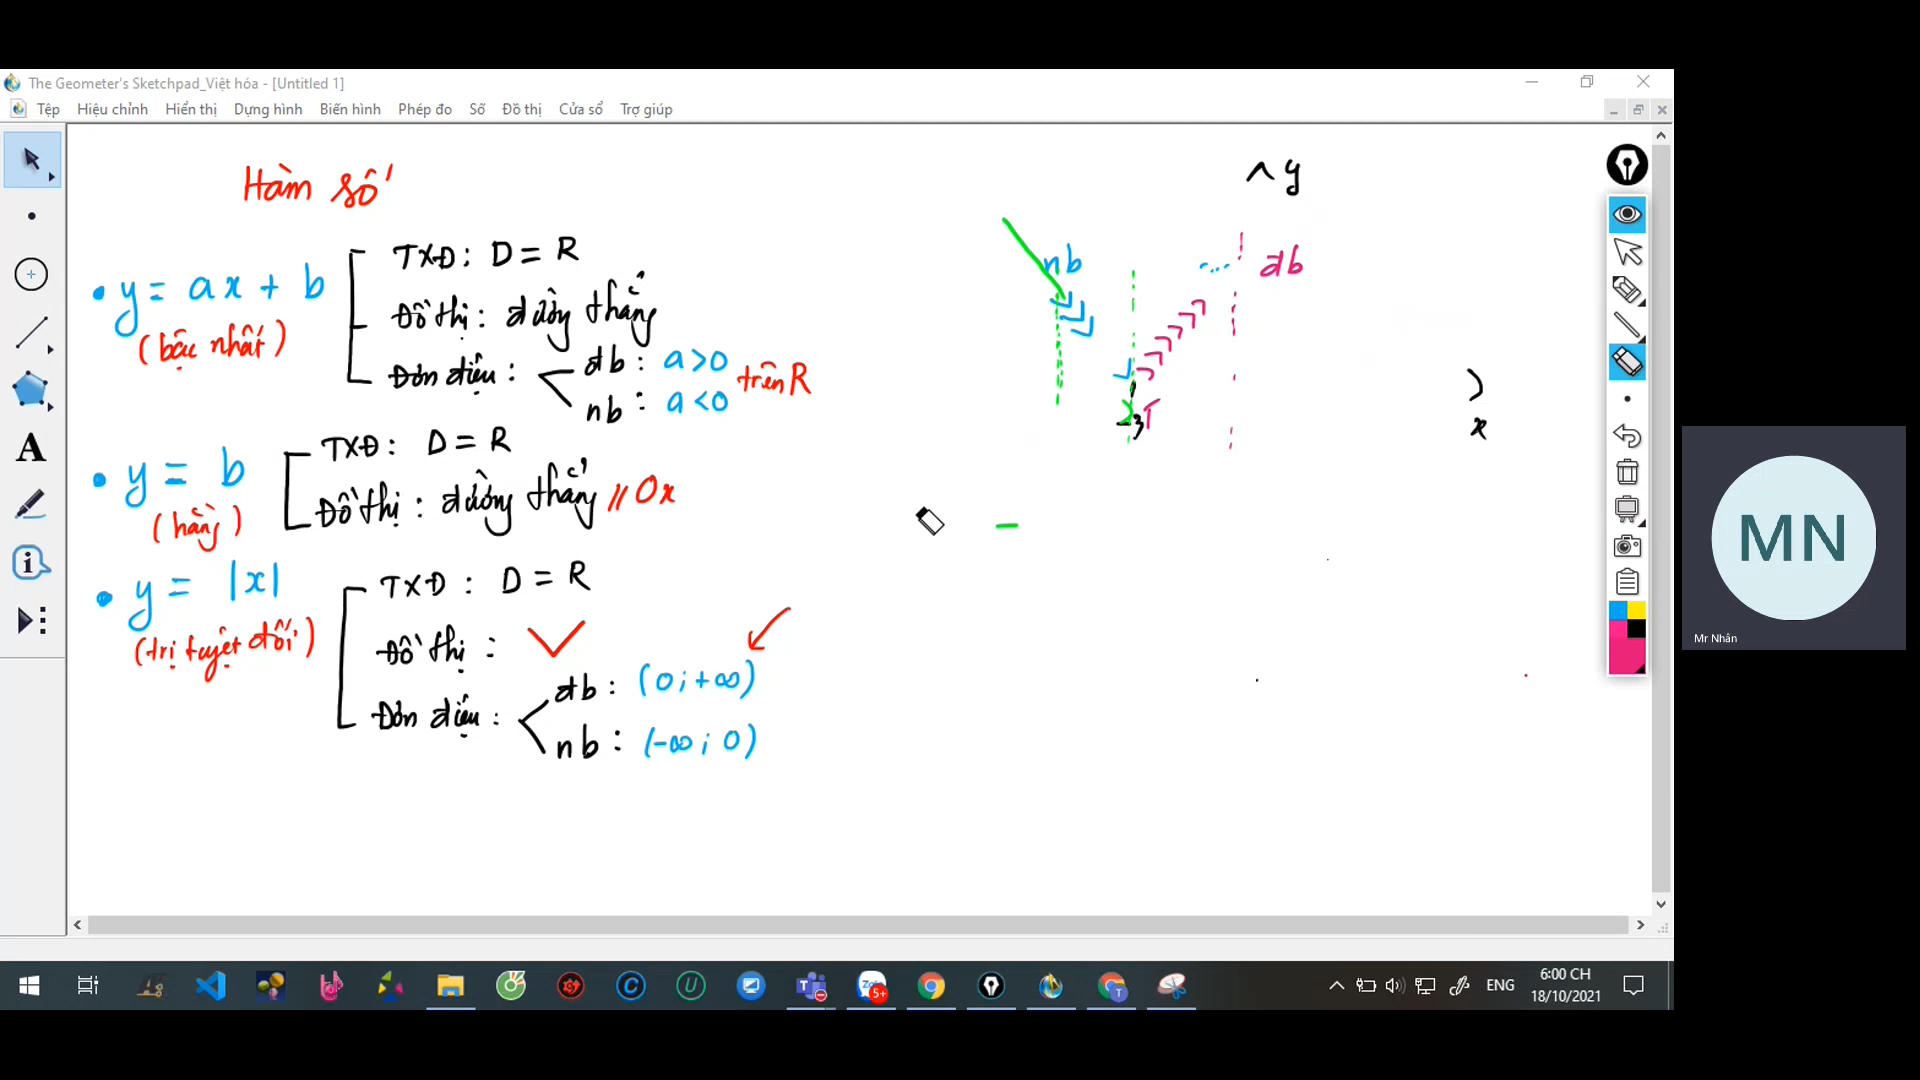 The Geometer's Sketchpad_Việt hóa - [Untitled 1]
Tệp Hiệu chỉnh Hiển thị Dựng hình Biến hình Phép đo Số Đồ thị Cửa sổ Trợ giúp
Hàm số
• y = ax + b
(bậc nhất)
TXĐ: D = R
Đồ thị: đường thẳng
Đơn điệu:
đb: a > 0
nb: a < 0
trên R
• y = b
(hằng)
TXĐ: D = R
Đồ thị: đường thẳng // Ox
• y = |x|
(trị tuyệt đối)
TXĐ: D = R
Đồ thị:
Đơn điệu:
đb: (0; +∞)
nb: (-∞; 0)
y
nb
đb
-3
x
A
MN
Mr Nhân
5+
T
ENG
6:00 CH
18/10/2021